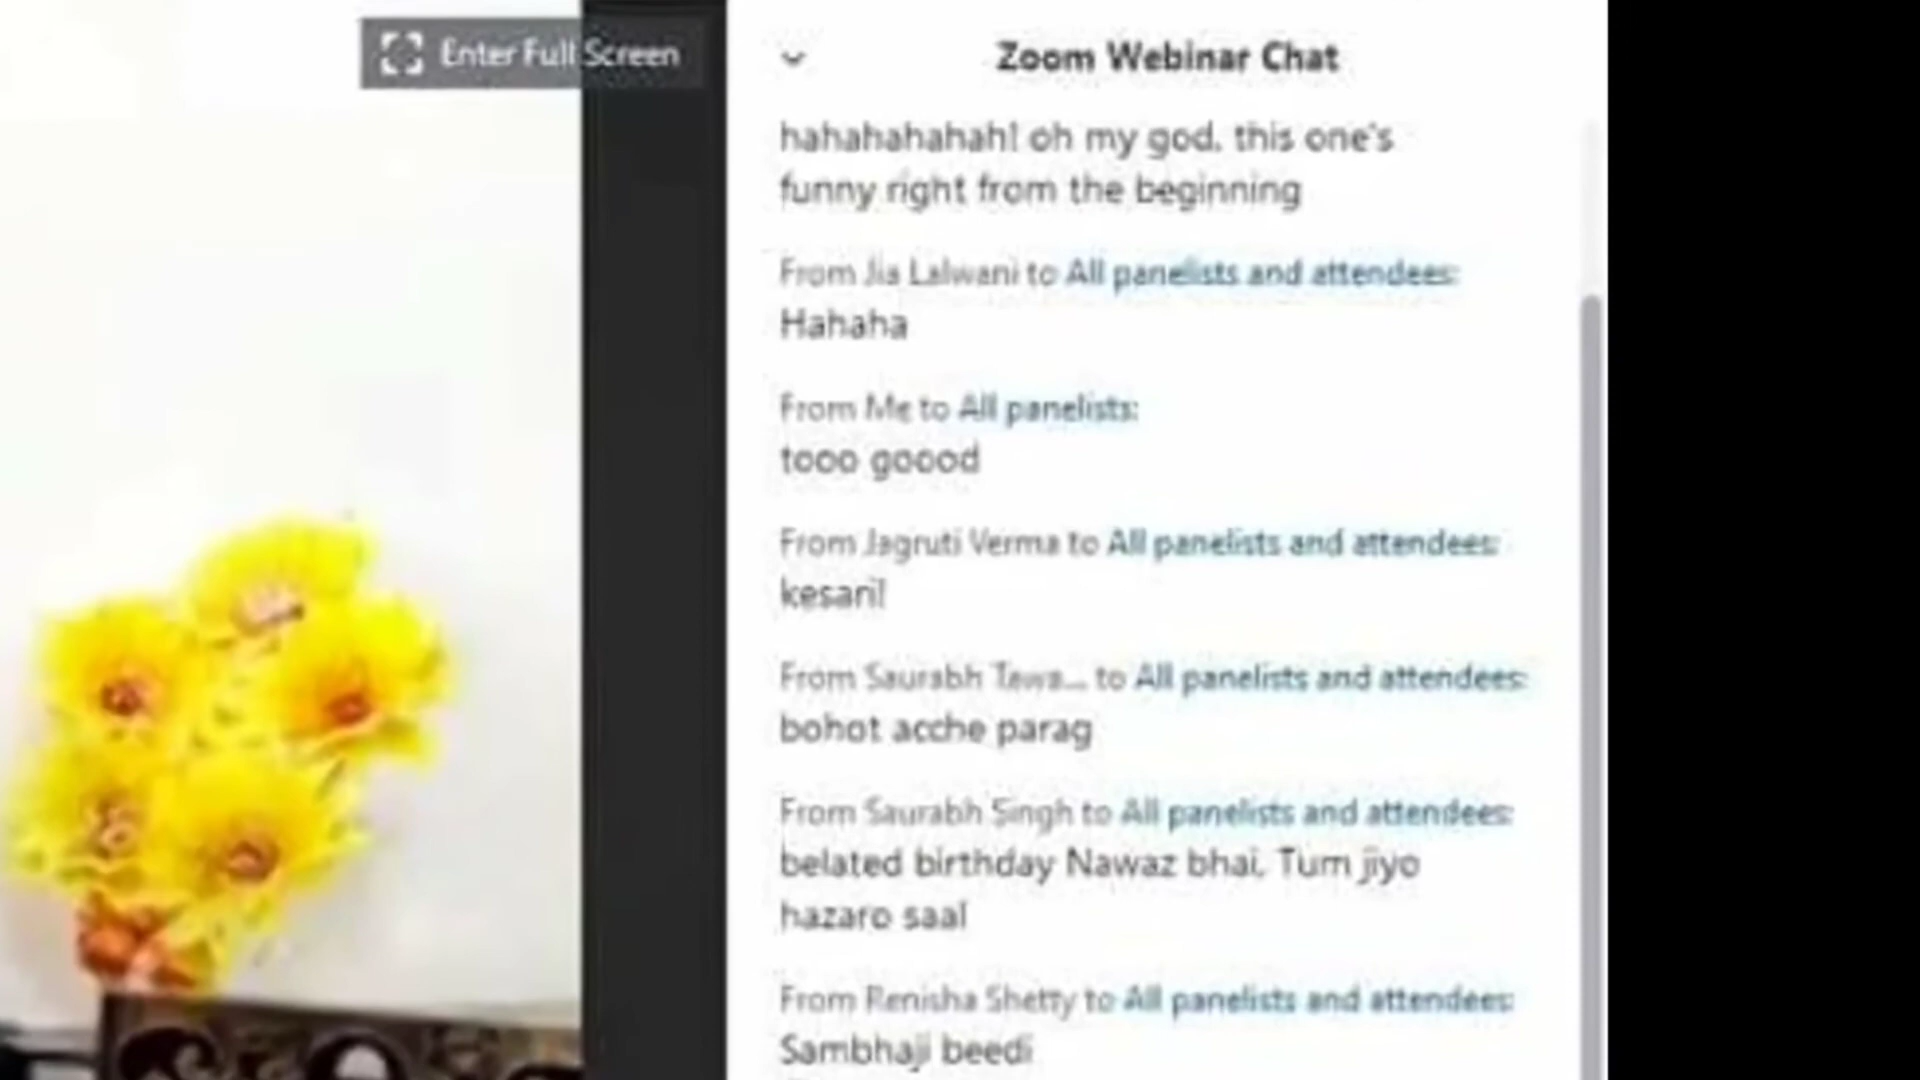 Enter Full Screen
Zoom Webinar Chat
hahahahahah! oh my god, this one's
funny right from the beginning
From Jia Lalwani to All panelists and attendees:
Hahaha
From Me to All panelists:
tooo goood
From Jagruti Verma to All panelists and attendees:
kesari!
From Saurabh Tawa... to All panelists and attendees:
bohot acche parag
From Saurabh Singh to All panelists and attendees:
belated birthday Nawaz bhai, Tum jiyo
hazaro saal
From Renisha Shetty to All panelists and attendees:
Sambhaji beedi